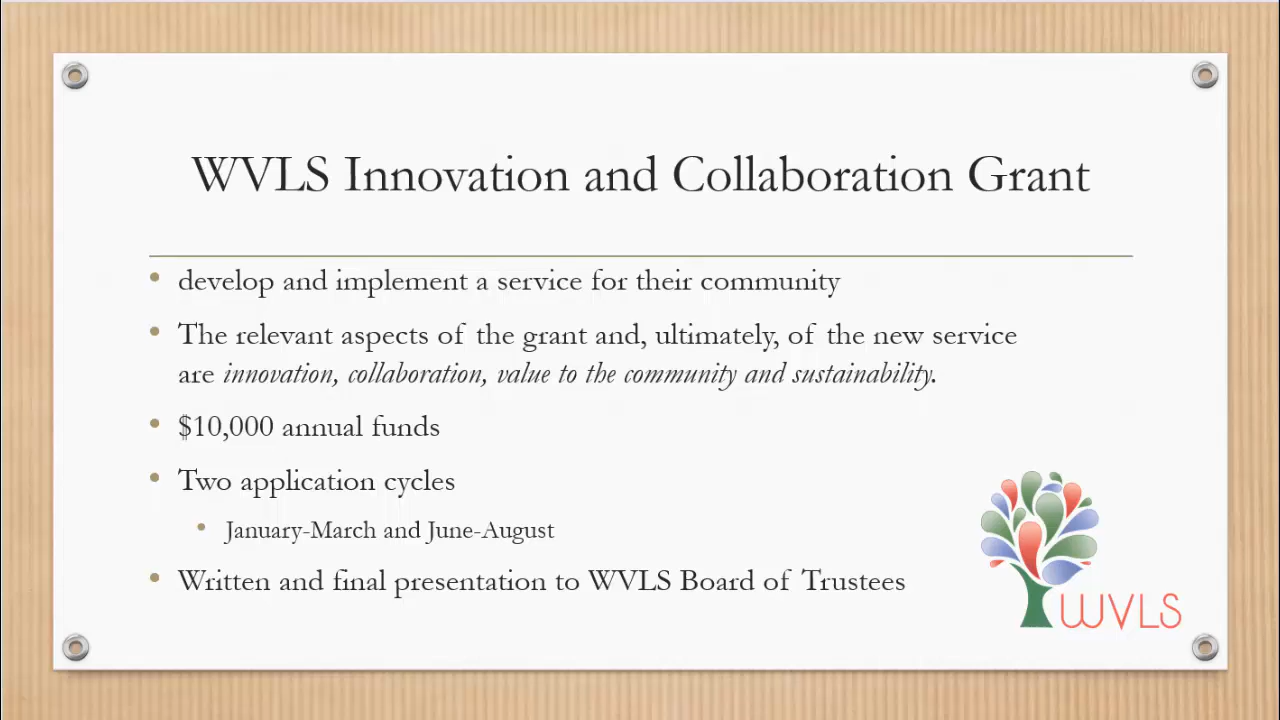 WVLS Innovation and Collaboration Grant
develop and implement a service for their community
The relevant aspects of the grant and, ultimately, of the new service
are innovation, collaboration, value to the community and sustainability.
$10,000 annual funds
Two application cycles
January-March and June-August
Written and final presentation to WVLS Board of Trustees
WVLS